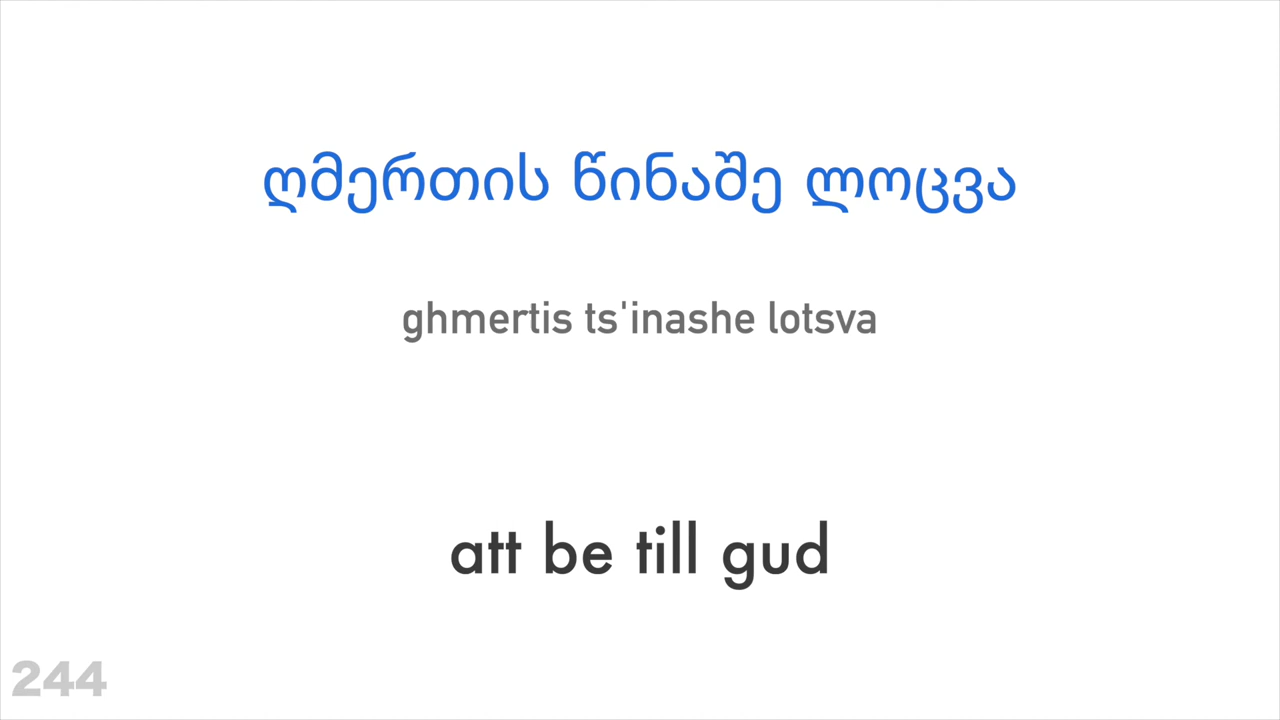 ღმერთის წინაშე ლოცვა
ghmertis ts'inashe lotsva
att be till gud
244